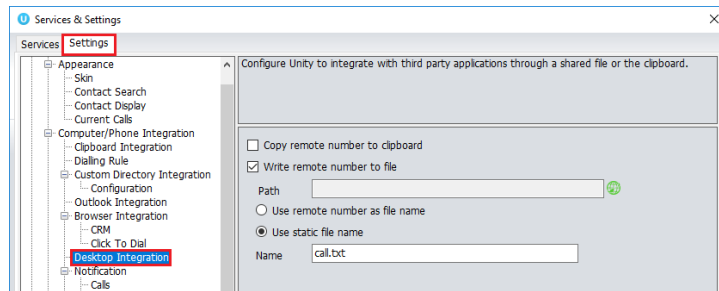 Services & Settings
Services Settings
Appearance
Skin
Contact Search
Contact Display
Current Calls
Computer/Phone Integration
Clipboard Integration
Dialing Rule
Custom Directory Integration
Configuration
Outlook Integration
Browser Integration
CRM
Click To Dial
Desktop Integration
Notification
Calls
Configure Unity to integrate with third party applications through a shared file or the clipboard.
Copy remote number to clipboard
Write remote number to file
Path
Use remote number as file name
Use static file name
Name call.txt